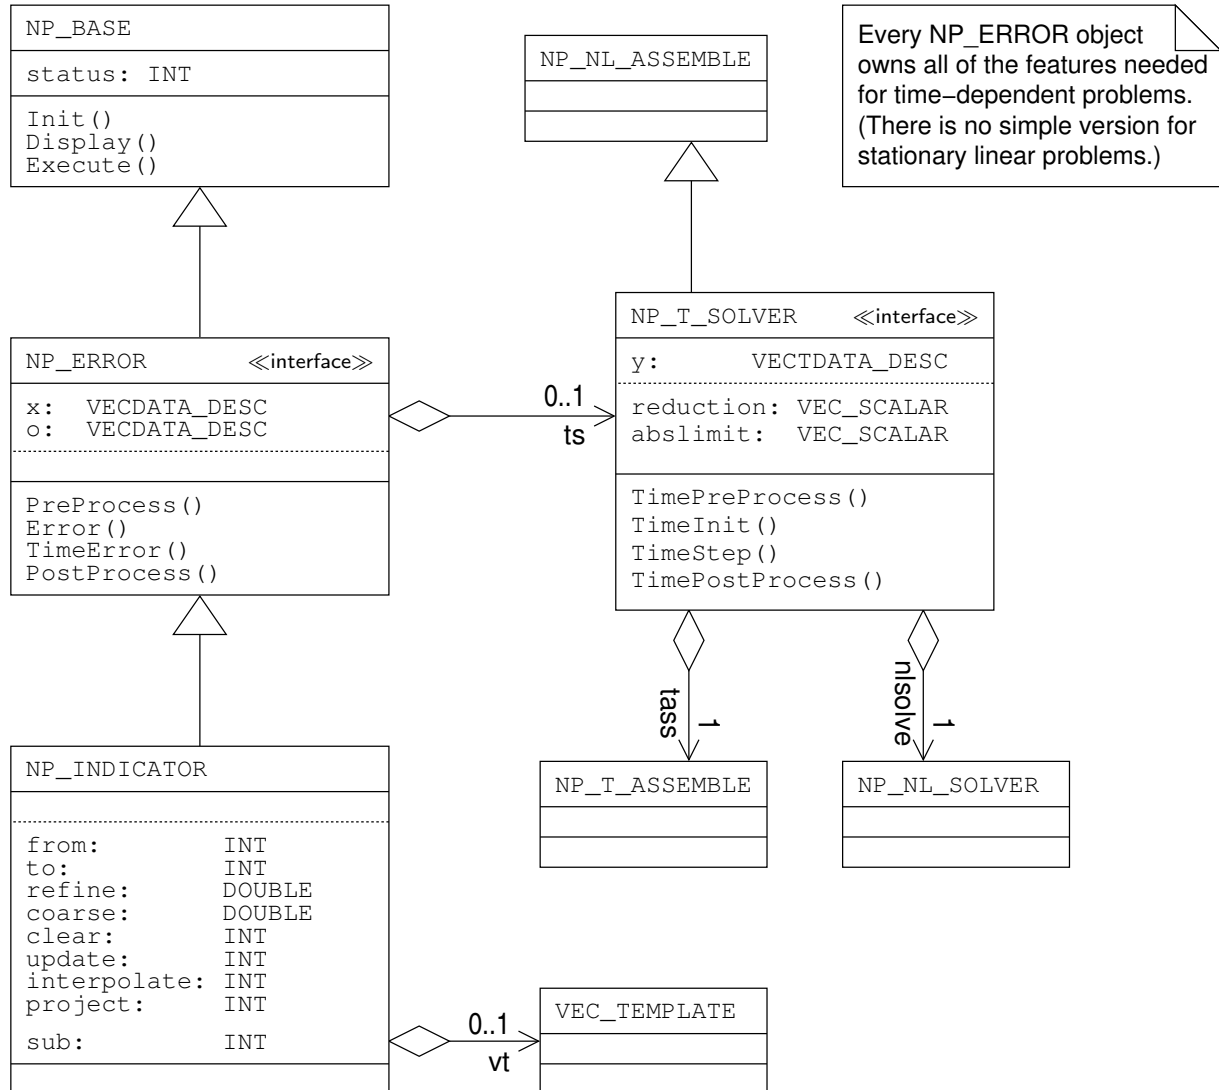 NP_BASE
status: INT
Init()
Display()
Execute()
NP_NL_ASSEMBLE
Every NP_ERROR object
owns all of the features needed
for time−dependent problems.
(There is no simple version for
stationary linear problems.)
NP_ERROR ≪interface≫
x: VECDATA_DESC
o: VECDATA_DESC
PreProcess()
Error()
TimeError()
PostProcess()
0..1
ts
NP_T_SOLVER ≪interface≫
y: VECTDATA_DESC
reduction: VEC_SCALAR
abslimit: VEC_SCALAR
TimePreProcess()
TimeInit()
TimeStep()
TimePostProcess()
tass
1
nlsolve
1
NP_T_ASSEMBLE
NP_NL_SOLVER
NP_INDICATOR
from: INT
to: INT
refine: DOUBLE
coarse: DOUBLE
clear: INT
update: INT
interpolate: INT
project: INT
sub: INT
0..1
vt
VEC_TEMPLATE